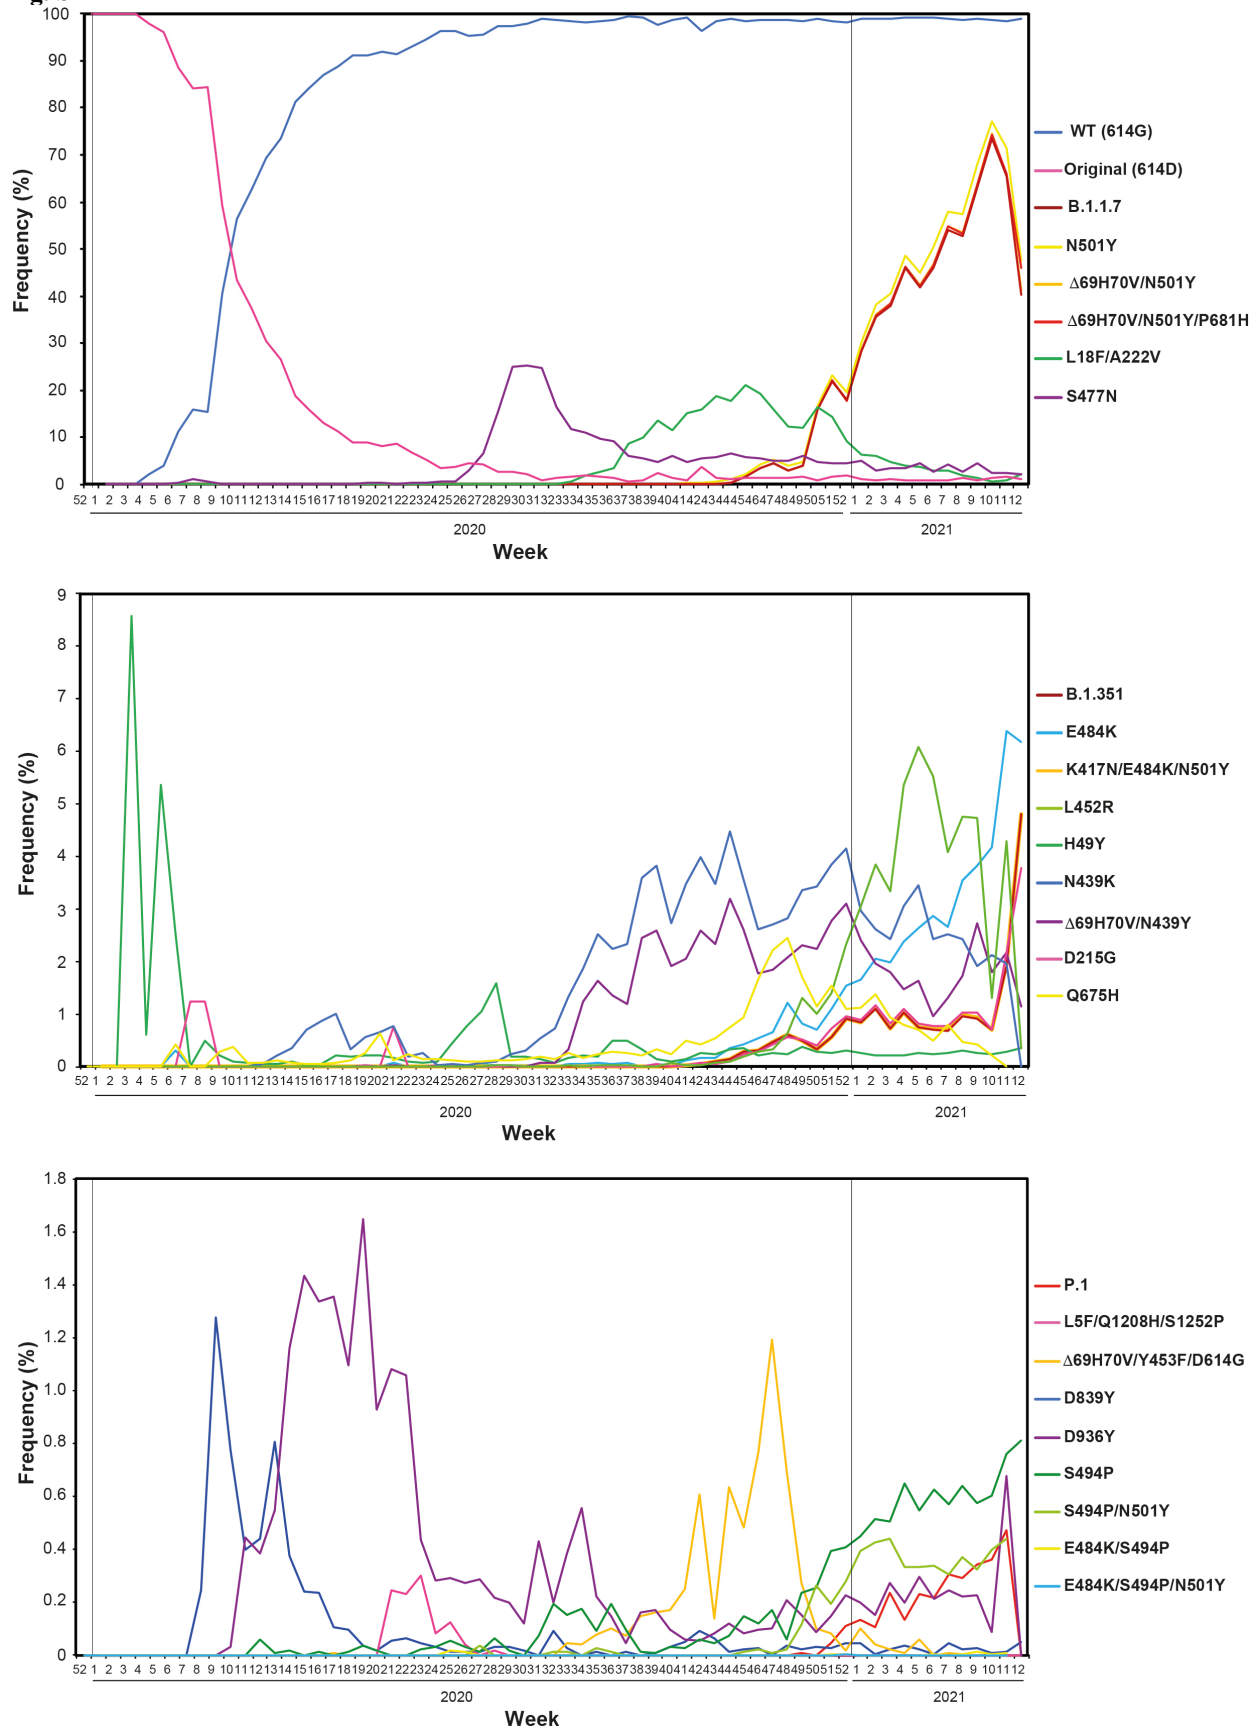 100
90
80
70
60
50
40
30
20
10
0
Frequency (%)
52 1 2 3 4 5 6 7 8 9 10 11 12 13 14 15 16 17 18 19 20 21 22 23 24 25 26 27 28 29 30 31 32 33 34 35 36 37 38 39 40 41 42 43 44 45 46 47 48 49 50 51 52 1 2 3 4 5 6 7 8 9 10 11 12
2020 2021
Week
WT (614G)
Original (614D)
B.1.1.7
N501Y
Δ69H70V/N501Y
Δ69H70V/N501Y/P681H
L18F/A222V
S477N
9
8
7
6
5
4
3
2
1
0
Frequency (%)
52 1 2 3 4 5 6 7 8 9 10 11 12 13 14 15 16 17 18 19 20 21 22 23 24 25 26 27 28 29 30 31 32 33 34 35 36 37 38 39 40 41 42 43 44 45 46 47 48 49 50 51 52 1 2 3 4 5 6 7 8 9 10 11 12
2020 2021
Week
B.1.351
E484K
K417N/E484K/N501Y
L452R
H49Y
N439K
Δ69H70V/N439Y
D215G
Q675H
1.8
1.6
1.4
1.2
1.0
0.8
0.6
0.4
0.2
0
Frequency (%)
52 1 2 3 4 5 6 7 8 9 10 11 12 13 14 15 16 17 18 19 20 21 22 23 24 25 26 27 28 29 30 31 32 33 34 35 36 37 38 39 40 41 42 43 44 45 46 47 48 49 50 51 52 1 2 3 4 5 6 7 8 9 10 11 12
2020 2021
Week
P.1
L5F/Q1208H/S1252P
Δ69H70V/Y453F/D614G
D839Y
D936Y
S494P
S494P/N501Y
E484K/S494P
E484K/S494P/N501Y